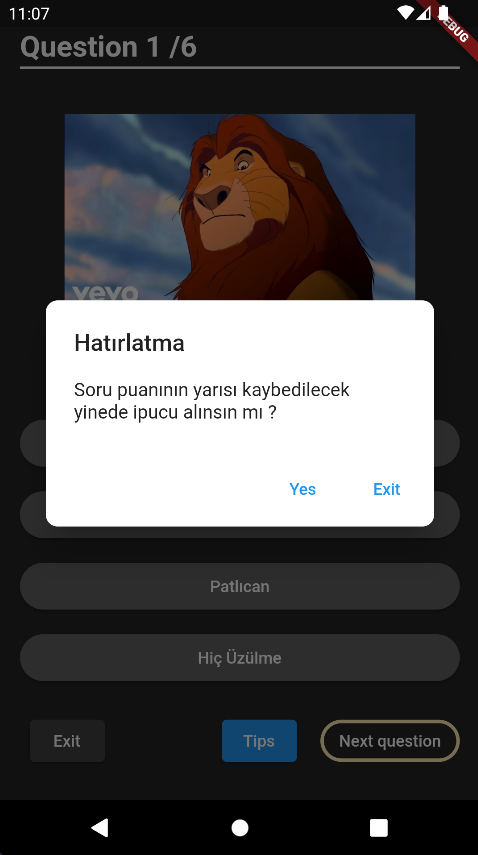 11:07
DEBUG
Question 1 /6
vevo
Hatırlatma
Soru puanının yarısı kaybedilecek
yinede ipucu alınsın mı ?
Yes Exit
Patlıcan
Hiç Üzülme
Exit Tips Next question